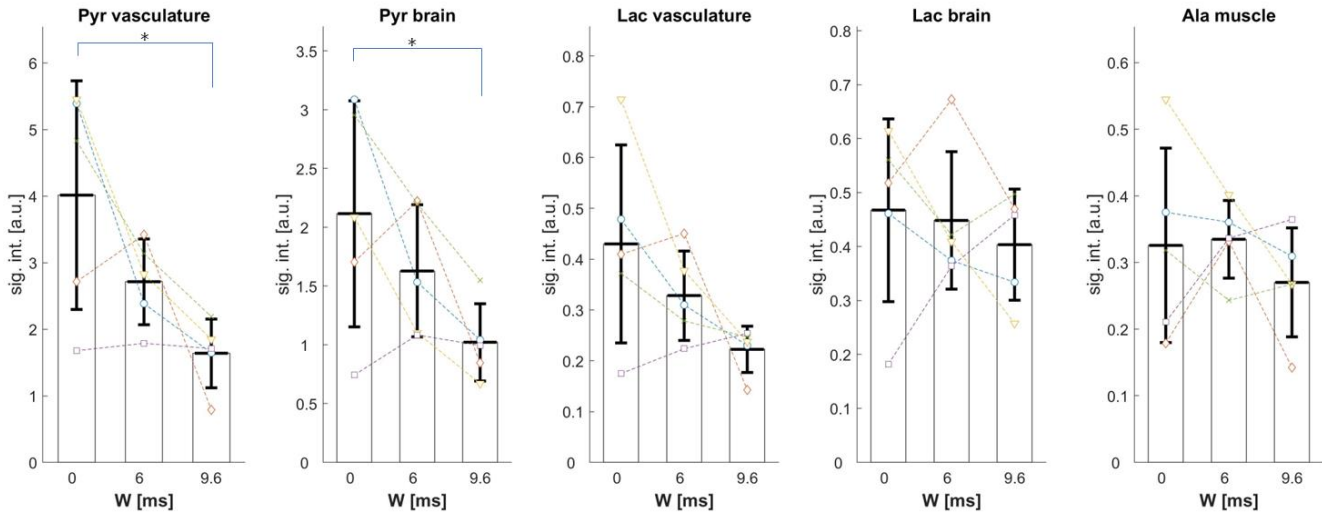 Pyr vasculature
sig. int. [a.u.]
*
6
5
4
3
2
1
0
0 6 9.6
W [ms]
Pyr brain
sig. int. [a.u.]
*
3.5
3
2.5
2
1.5
1
0.5
0
0 6 9.6
W [ms]
Lac vasculature
sig. int. [a.u.]
0.8
0.7
0.6
0.5
0.4
0.3
0.2
0.1
0
0 6 9.6
W [ms]
Lac brain
sig. int. [a.u.]
0.8
0.7
0.6
0.5
0.4
0.3
0.2
0.1
0
0 6 9.6
W [ms]
Ala muscle
sig. int. [a.u.]
0.6
0.5
0.4
0.3
0.2
0.1
0
0 6 9.6
W [ms]